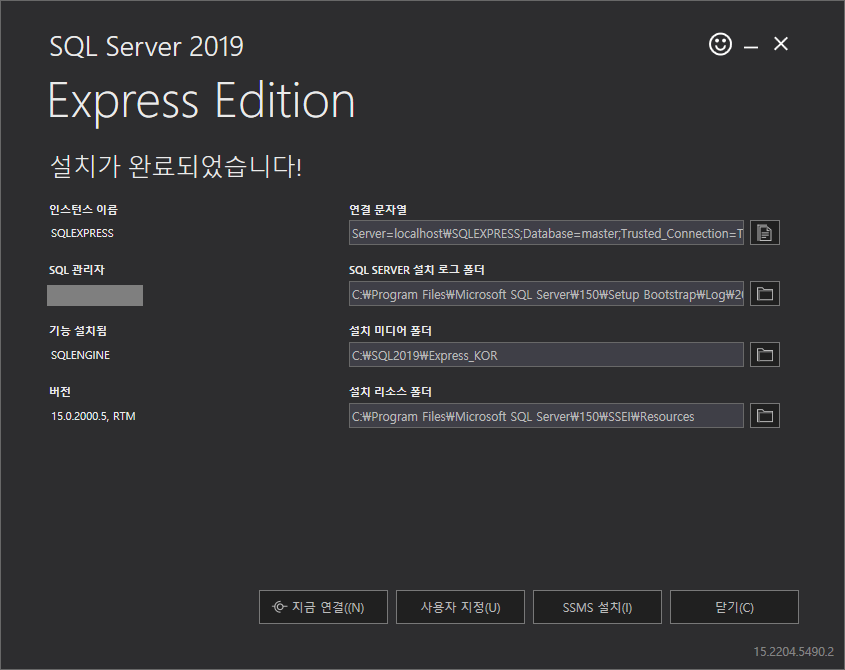 SQL Server 2019
Express Edition
설치가 완료되었습니다!
인스턴스 이름
SQLEXPRESS
SQL 관리자
기능 설치됨
SQLENGINE
버전
15.0.2000.5, RTM
연결 문자열
Server=localhost₩SQLEXPRESS;Database=master;Trusted_Connection=T
SQL SERVER 설치 로그 폴더
C:₩Program Files₩Microsoft SQL Server₩150₩Setup Bootstrap₩Log₩20
설치 미디어 폴더
C:₩SQL2019₩Express_KOR
설치 리소스 폴더
C:₩Program Files₩Microsoft SQL Server₩150₩SSEI₩Resources
지금 연결((N)
사용자 지정(U)
SSMS 설치(I)
닫기(C)
15.2204.5490.2